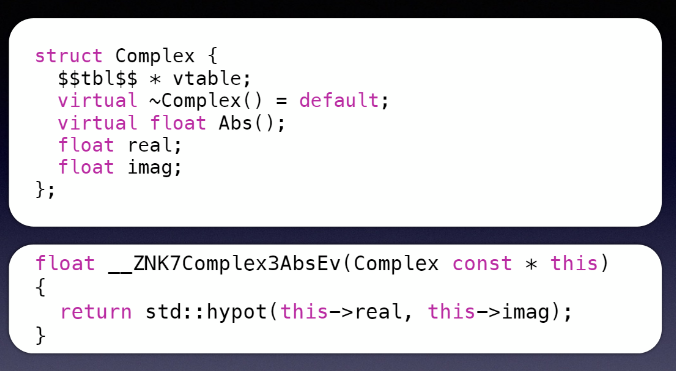 struct Complex {
  $$tbl$$ * vtable;
  virtual ~Complex() = default;
  virtual float Abs();
  float real;
  float imag;
};
float __ZNK7Complex3AbsEv(Complex const * this)
{
  return std::hypot(this->real, this->imag);
}